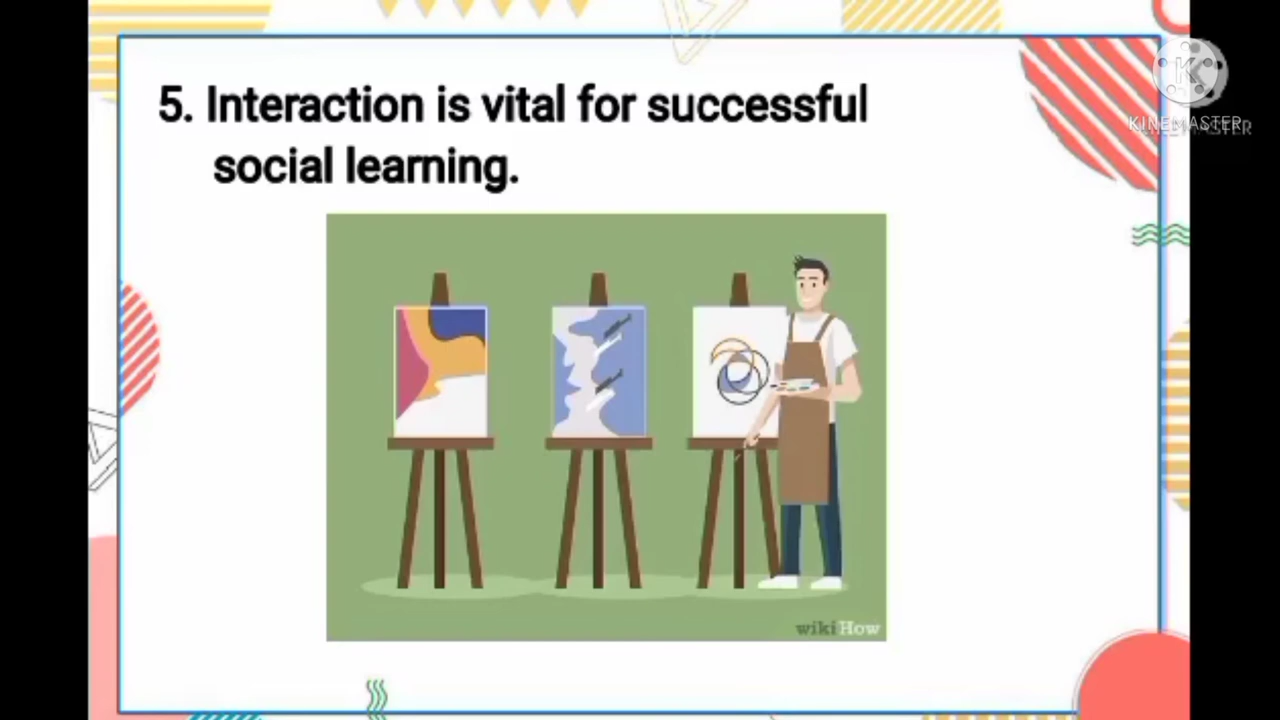 5. Interaction is vital for successful
social learning.
KINEMASTER
wikiHow